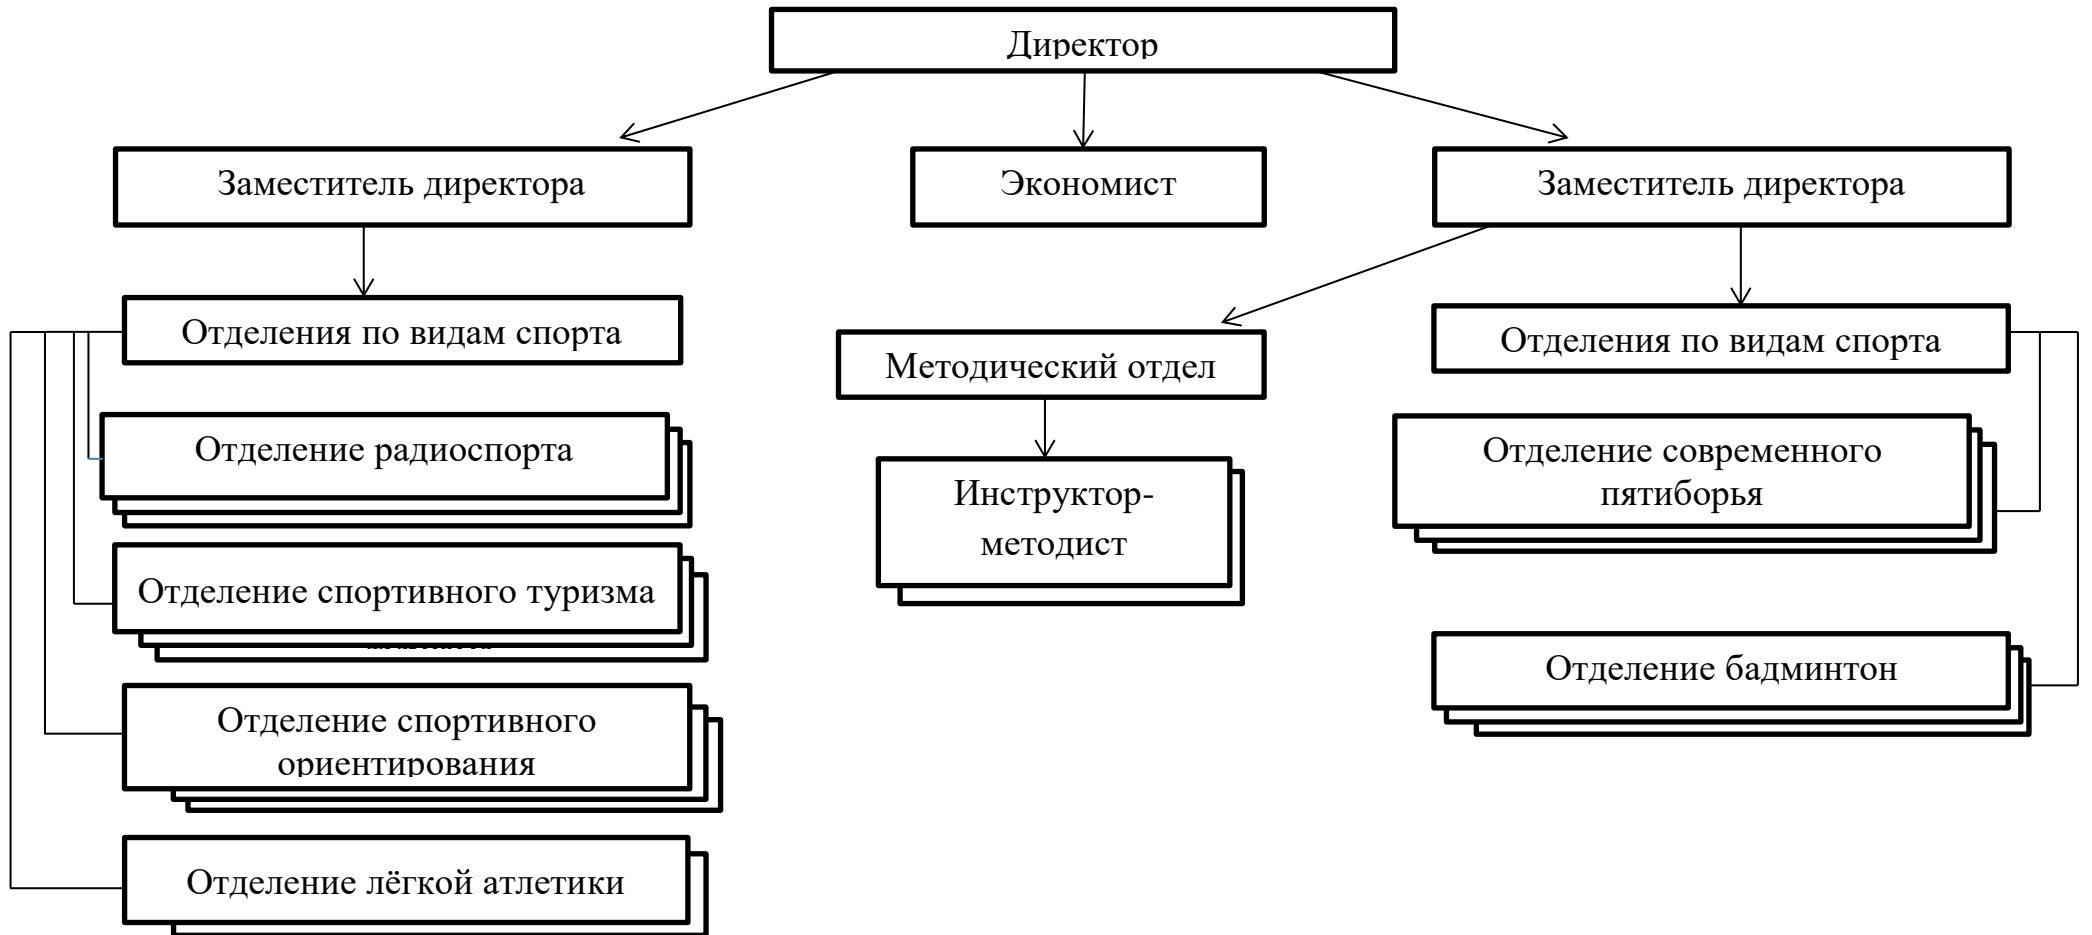 Директор
Заместитель директора
Экономист
Заместитель директора
Отделения по видам спорта
Методический отдел
Отделения по видам спорта
Отделение радиоспорта
Отделение современного
пятиборья
Инструктор-
методист
Отделение спортивного туризма
Отделение бадминтон
Отделение спортивного
ориентирования
Отделение лёгкой атлетики